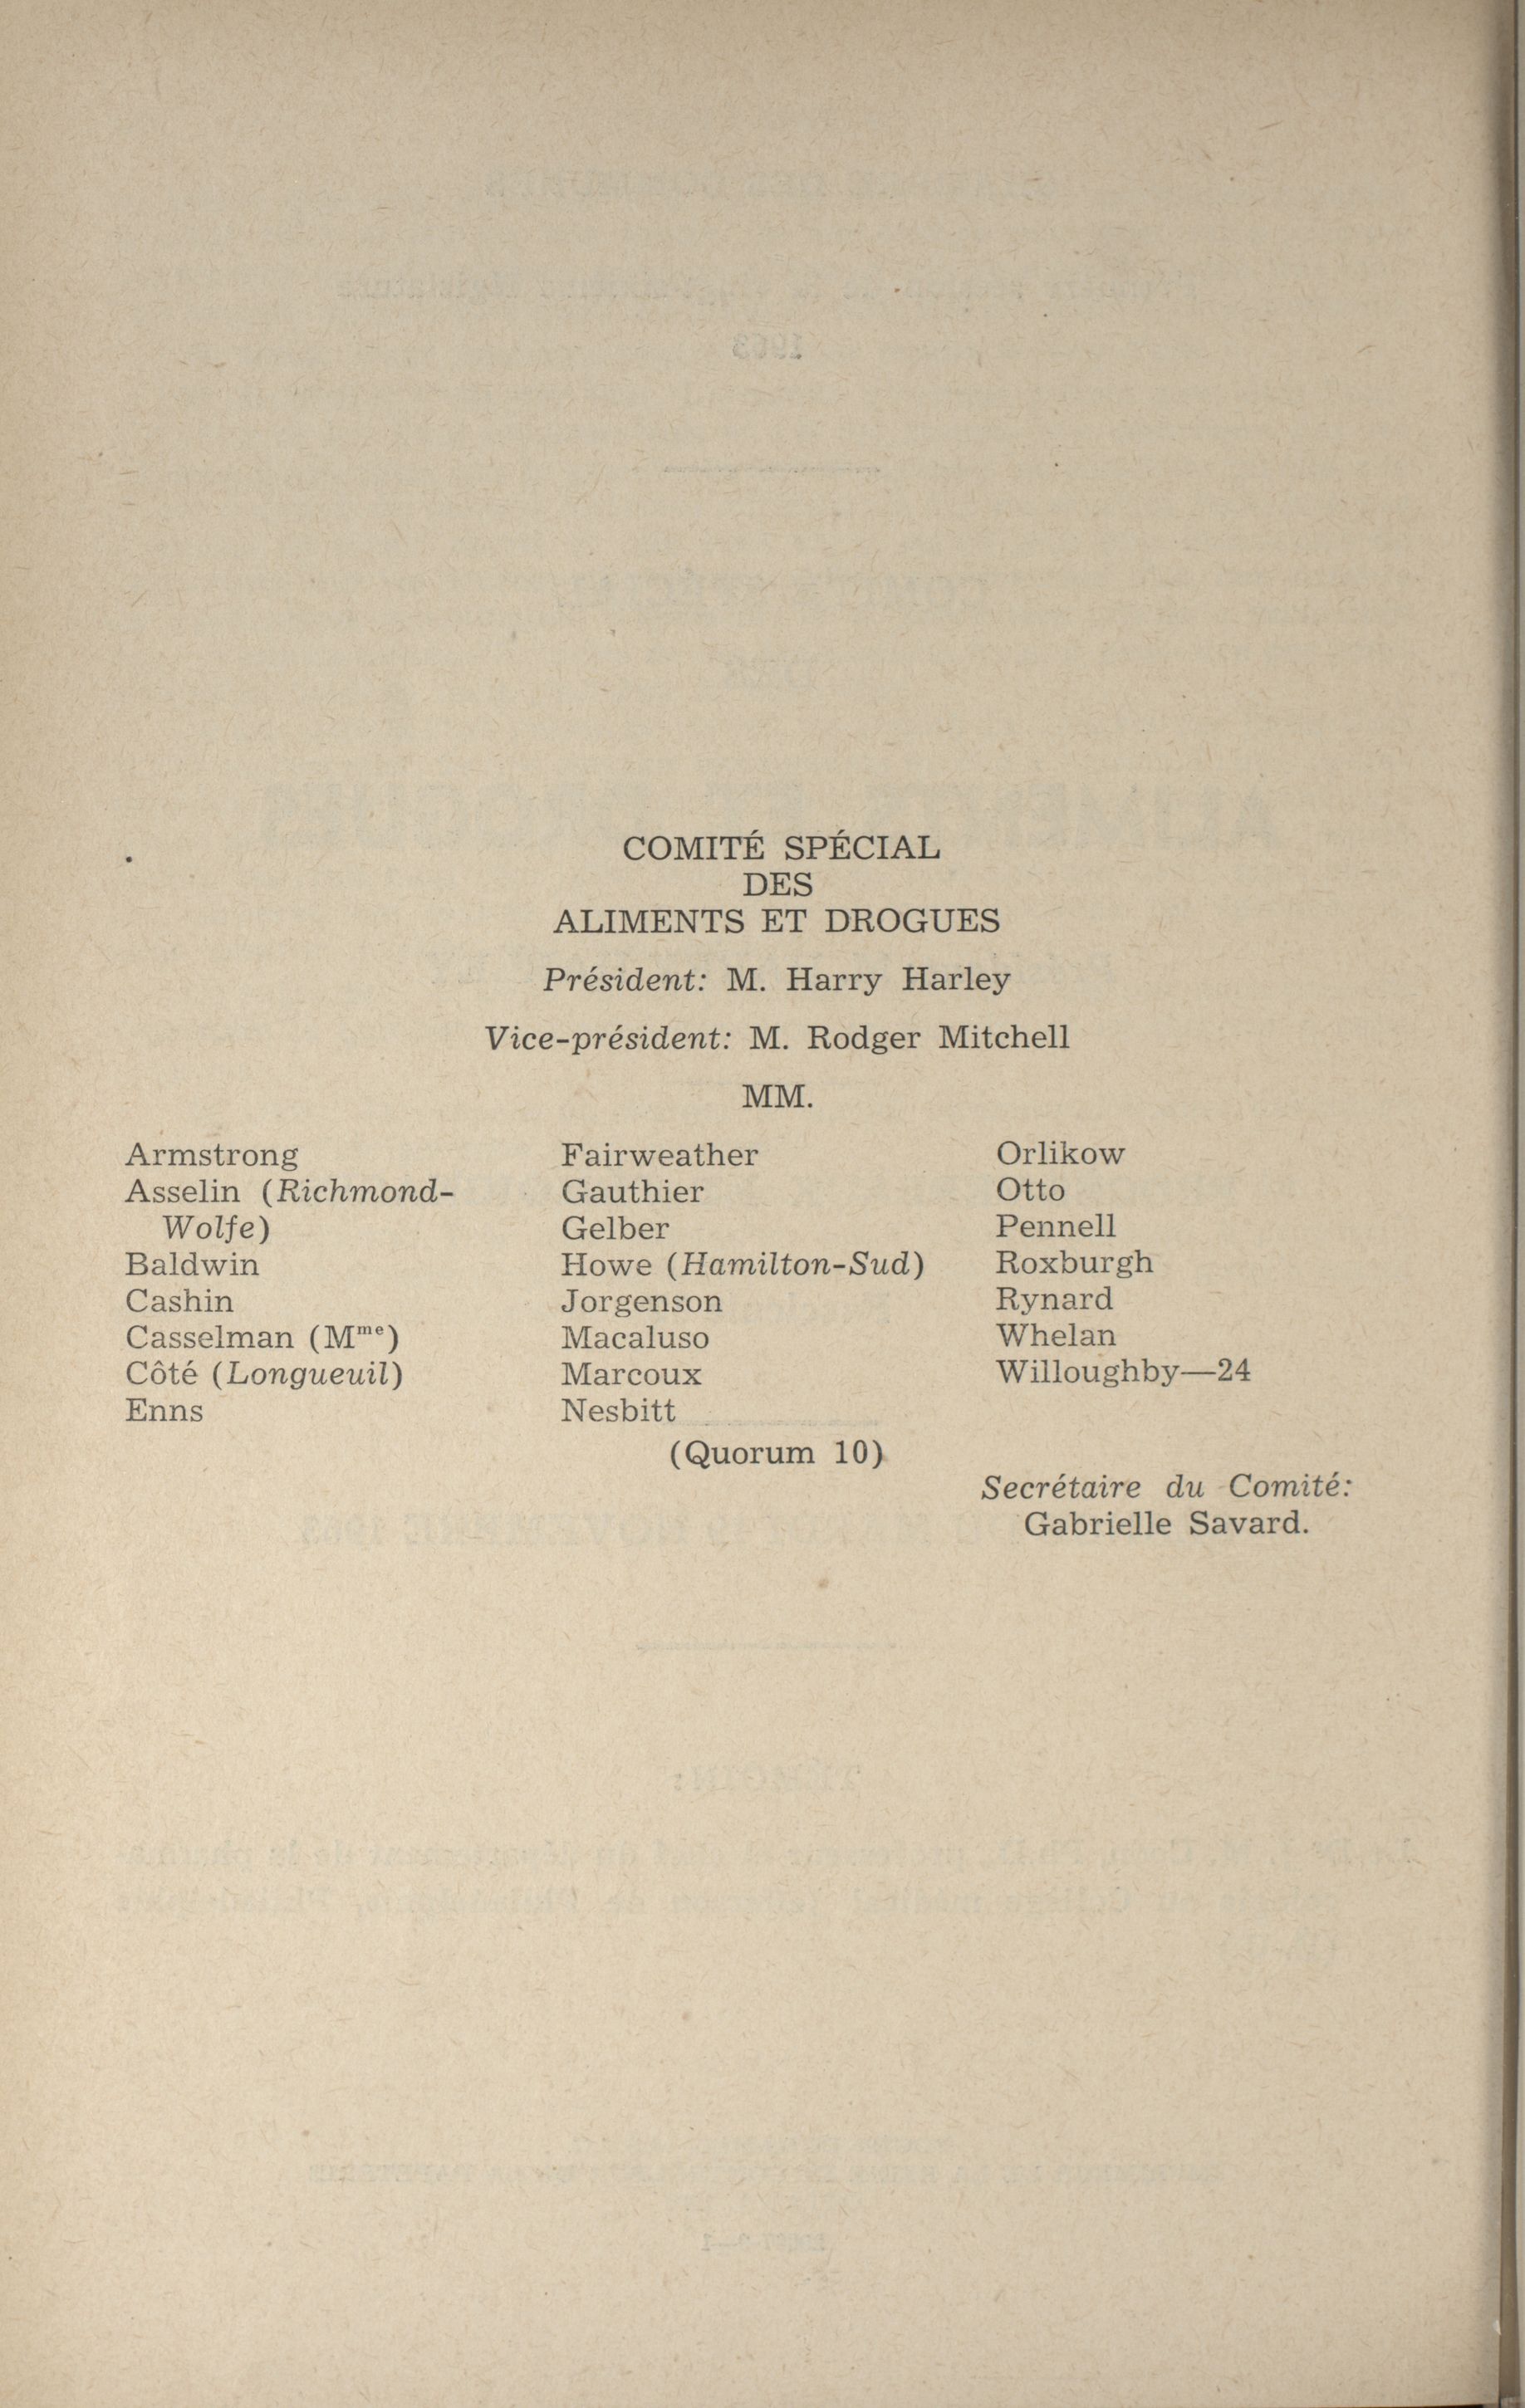 COMITÉ SPÉCIAL
DES
ALIMENTS ET DROGUES
Président: M. Harry Harley
Vice-président: M. Rodger Mitchell
MM.
Armstrong
Asselin (Richmond-
Wolfe)
Baldwin
Cashin
Casselman (Mme)
Côté (Longueuil)
Enns
Fairweather
Gauthier
Gelber
Howe (Hamilton-Sud)
Jorgenson
Macaluso
Marcoux
Nesbitt
Orlikow
Otto
Pennell
Roxburgh
Rynard
Whelan
Willoughby—24
(Quorum 10)
Secrétaire du Comité:
Gabrielle Savard.